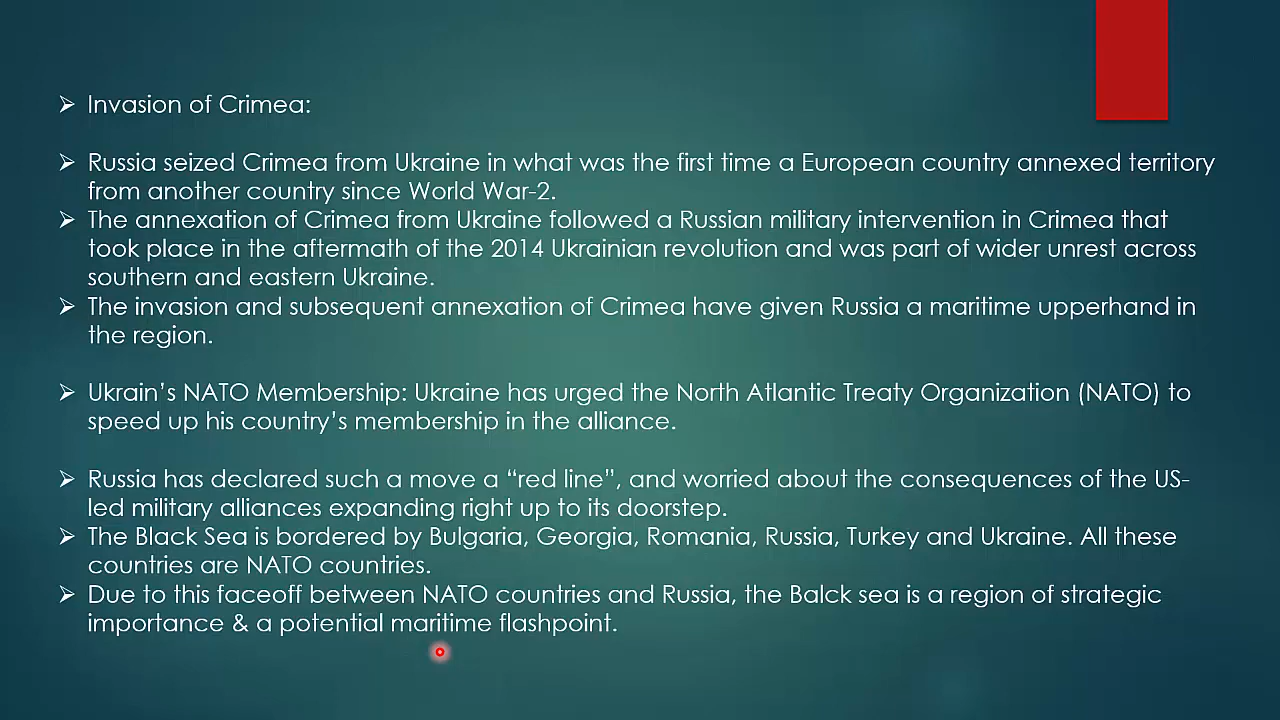 Invasion of Crimea:
Russia seized Crimea from Ukraine in what was the first time a European country annexed territory
from another country since World War-2.
The annexation of Crimea from Ukraine followed a Russian military intervention in Crimea that
took place in the aftermath of the 2014 Ukrainian revolution and was part of wider unrest across
southern and eastern Ukraine.
The invasion and subsequent annexation of Crimea have given Russia a maritime upperhand in
the region.
Ukrain's NATO Membership: Ukraine has urged the North Atlantic Treaty Organization (NATO) to
speed up his country's membership in the alliance.
Russia has declared such a move a “red line”, and worried about the consequences of the US-
led military alliances expanding right up to its doorstep.
The Black Sea is bordered by Bulgaria, Georgia, Romania, Russia, Turkey and Ukraine. All these
countries are NATO countries.
Due to this faceoff between NATO countries and Russia, the Balck sea is a region of strategic
importance & a potential maritime flashpoint.